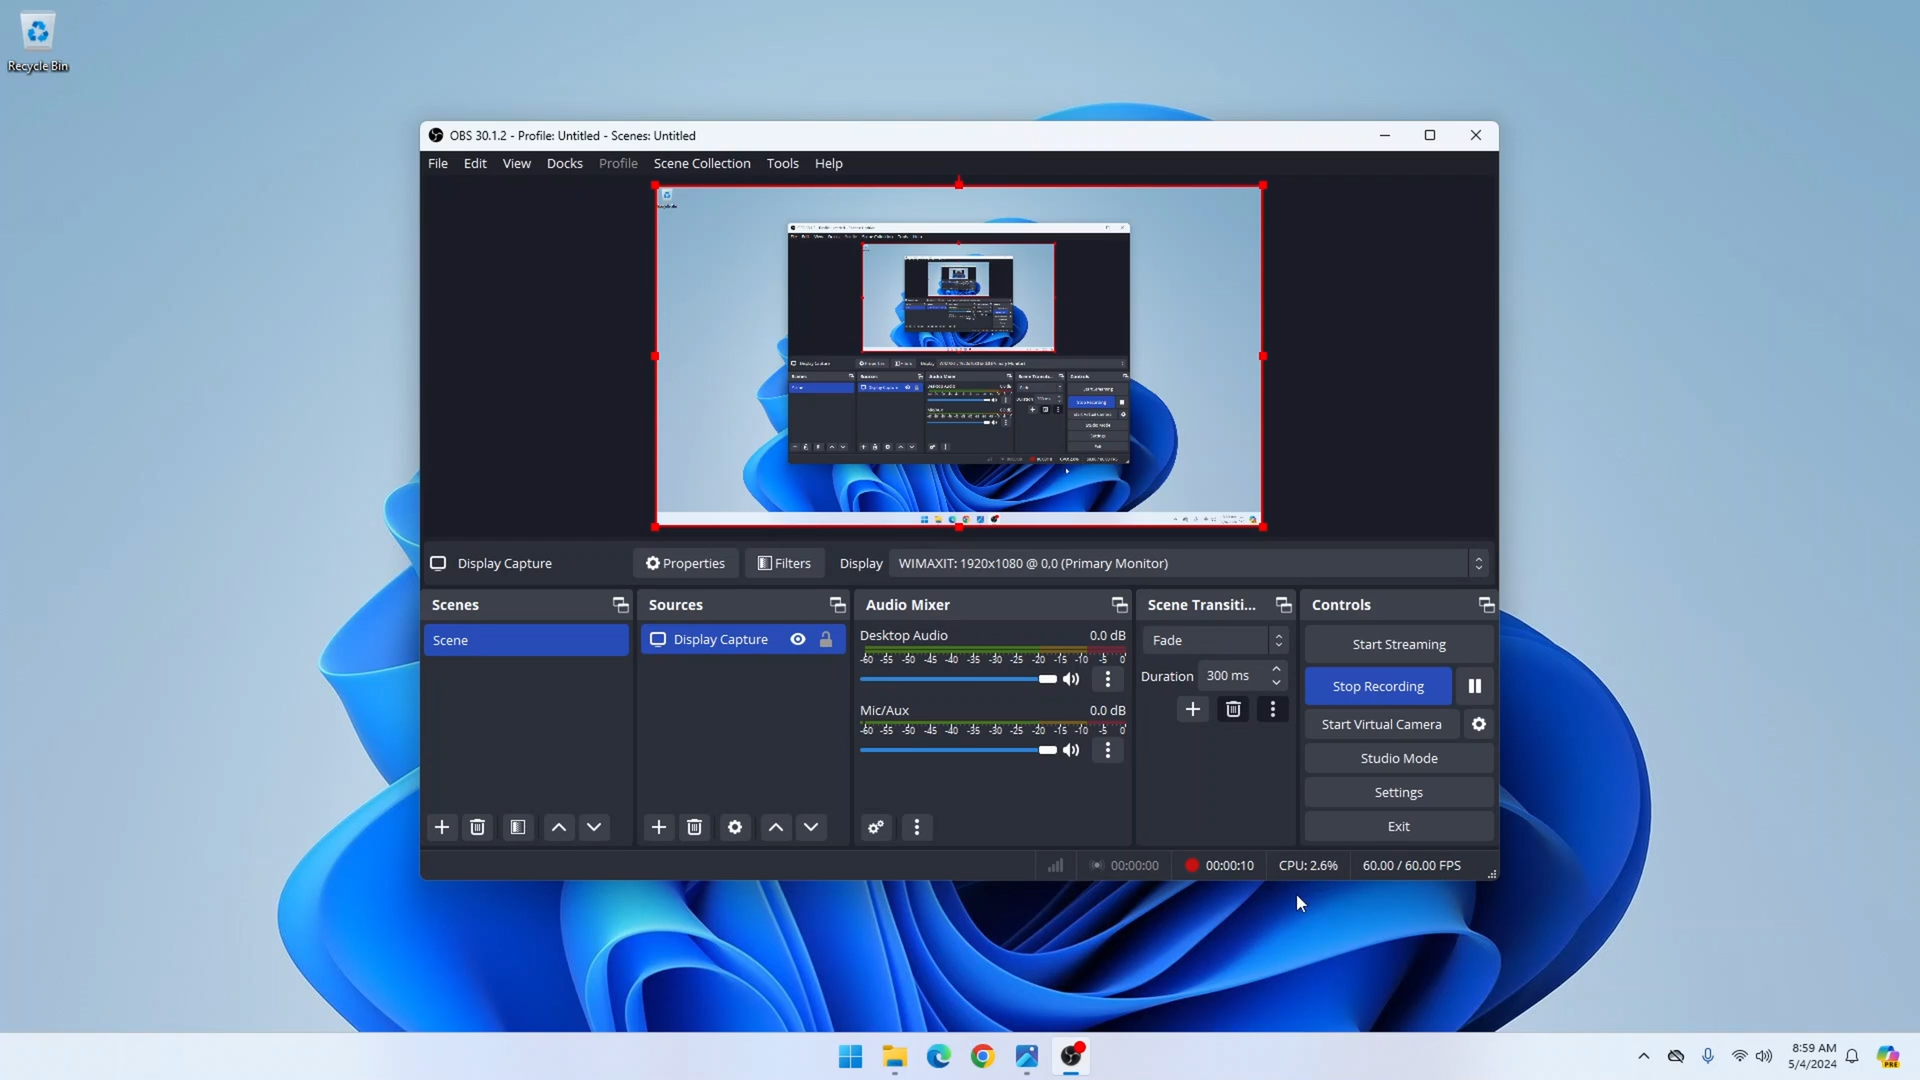 Recycle Bin
OBS 30.1.2 - Profile: Untitled - Scenes: Untitled
File Edit View Docks Profile Scene Collection Tools Help
Display Capture Properties Filters Display WIMAXIT: 1920x1080 @ 0,0 (Primary Monitor)
Scenes Sources Audio Mixer Scene Transiti... Controls
Scene
Display Capture
Desktop Audio 0.0 dB
-60 -55 -50 -45 -40 -35 -30 -25 -20 -15 -10 -5 0
Mic/Aux 0.0 dB
-60 -55 -50 -45 -40 -35 -30 -25 -20 -15 -10 -5 0
Fade
Duration 300 ms
Start Streaming
Stop Recording
Start Virtual Camera
Studio Mode
Settings
Exit
00:00:00 00:00:10 CPU: 2.6% 60.00 / 60.00 FPS
8:59 AM
5/4/2024
PRE